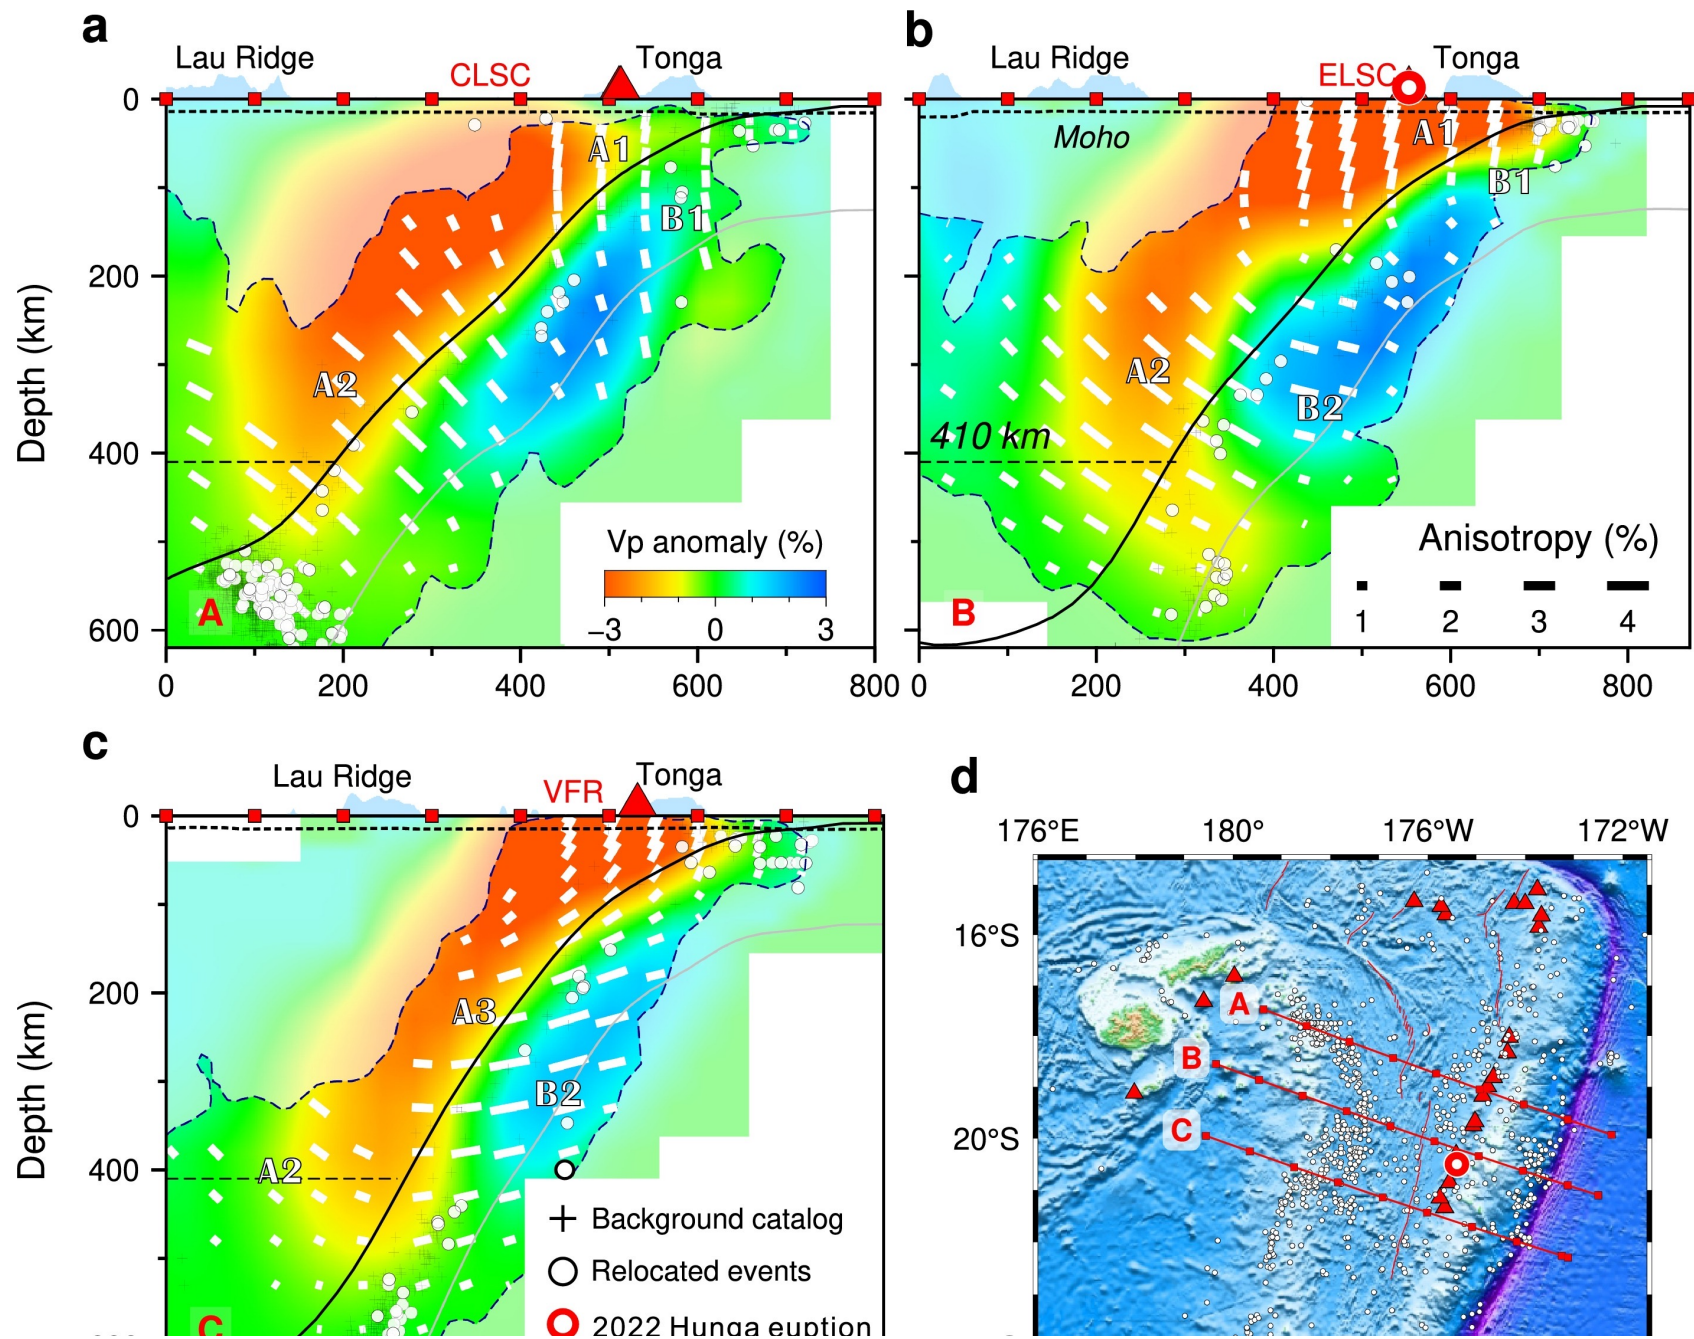 a
Lau Ridge
CLSC
Tonga
0
200
400
600
Depth (km)
A1
B1
A2
A
Vp anomaly (%)
−3 0 3
0 200 400 600 800
b
Lau Ridge
ELSC
Tonga
Moho
A1
B1
A2
B2
410 km
B
Anisotropy (%)
1 2 3 4
0 200 400 600 800
c
Lau Ridge
VFR
Tonga
0
200
400
Depth (km)
A3
B2
A2
C
Background catalog
Relocated events
2022 Hunga euption
d
176°E 180° 176°W 172°W
16°S
20°S
A
B
C